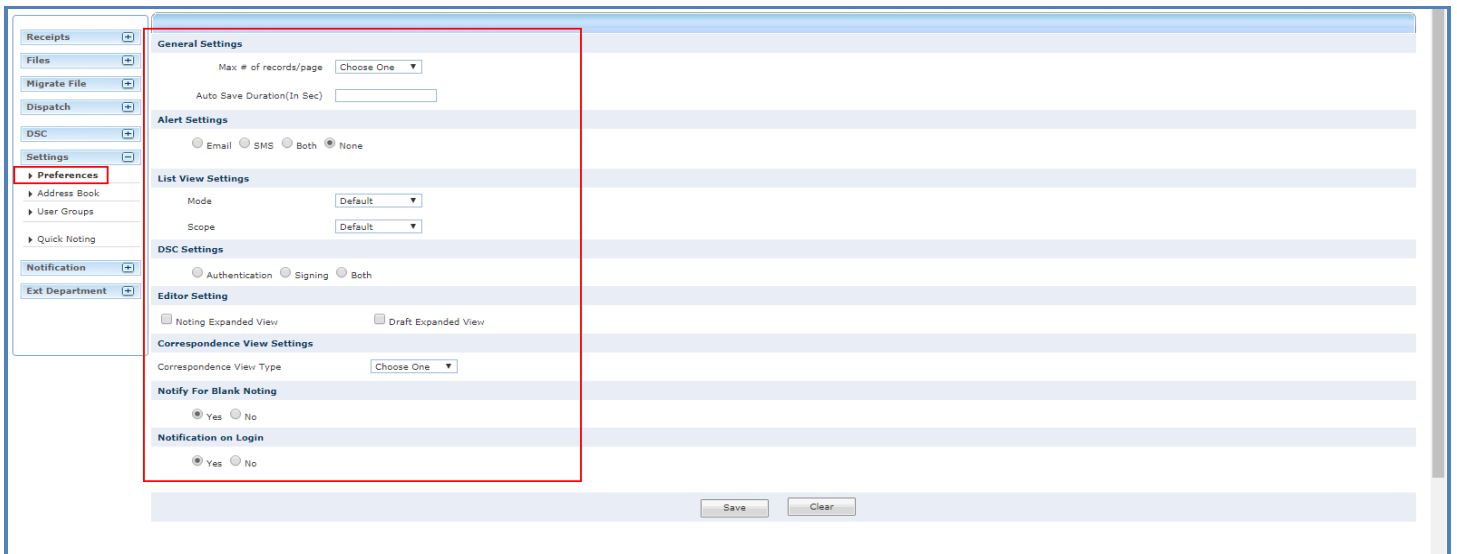 Receipts
Files
Migrate File
Dispatch
DSC
Settings
Preferences
Address Book
User Groups
Quick Noting
Notification
Ext Department
General Settings
Max # of records/page Choose One
Auto Save Duration(In Sec)
Alert Settings
Email SMS Both None
List View Settings
Mode Default
Scope Default
DSC Settings
Authentication Signing Both
Editor Setting
Noting Expanded View Draft Expanded View
Correspondence View Settings
Correspondence View Type Choose One
Notify For Blank Noting
Yes No
Notification on Login
Yes No
Save Clear